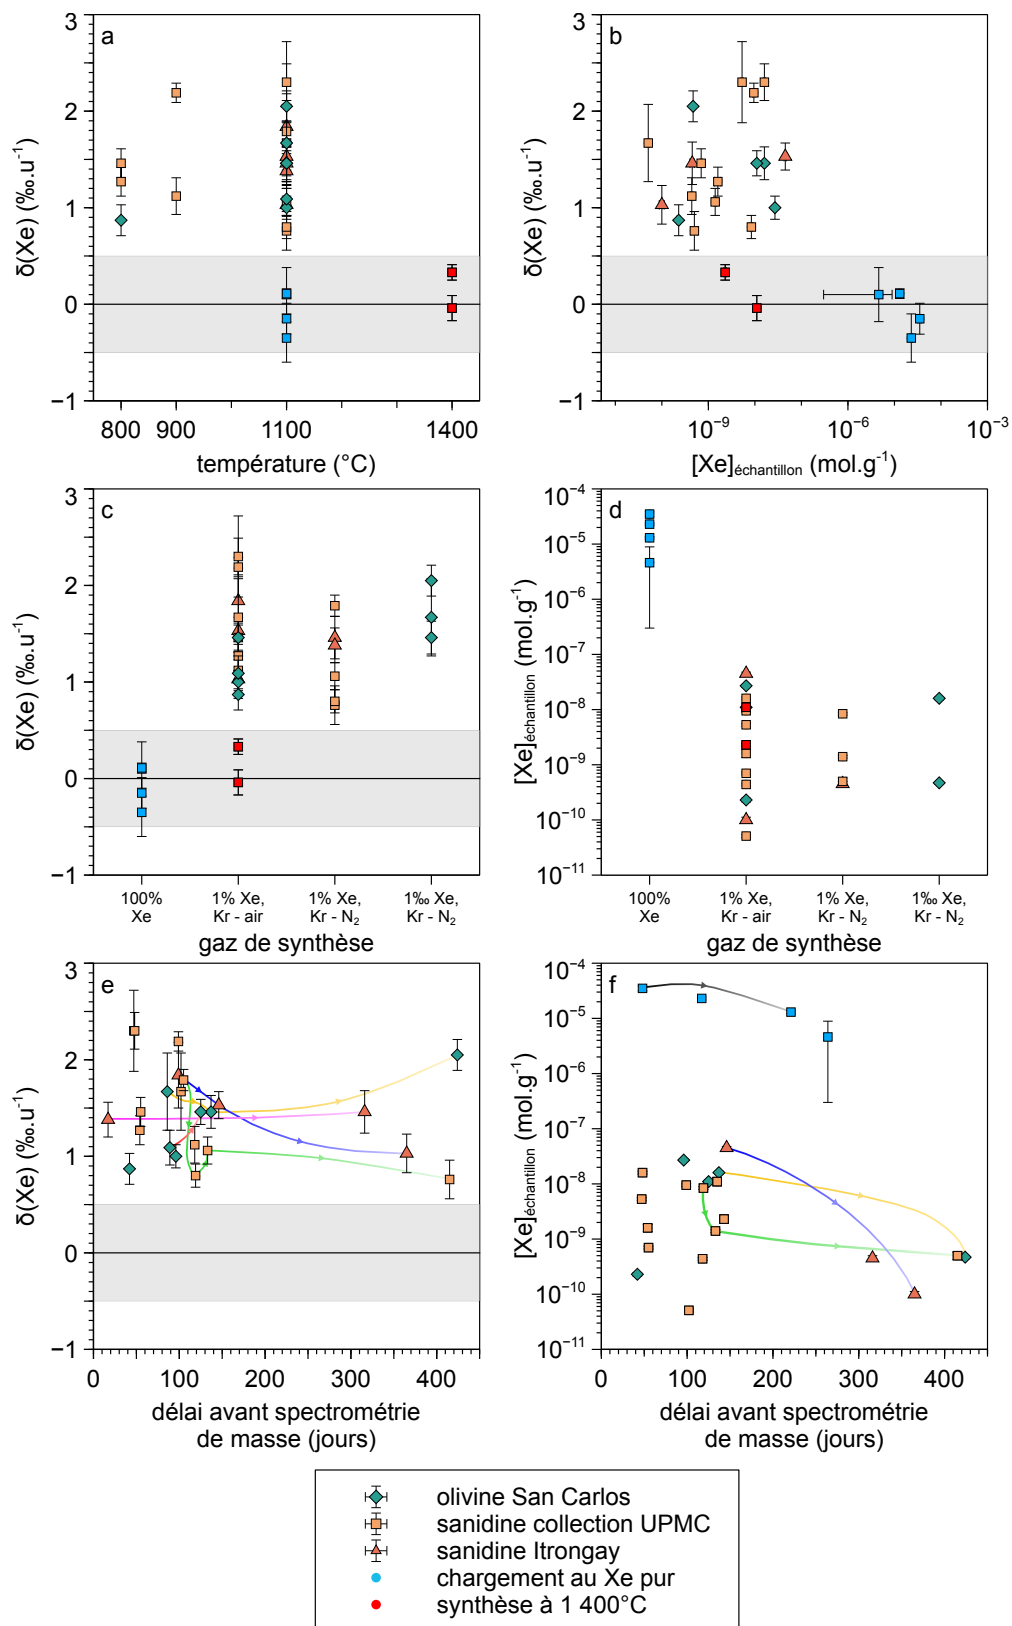 a
3
2
1
0
−1
δ(Xe) (‰.u⁻¹)
800 900 1100 1400
température (°C)
b
3
2
1
0
−1
δ(Xe) (‰.u⁻¹)
10⁻⁹ 10⁻⁶ 10⁻³
[Xe]échantillon (mol.g⁻¹)
c
3
2
1
0
−1
δ(Xe) (‰.u⁻¹)
100% 1% Xe, 1% Xe, 1‰ Xe,
Xe Kr - air Kr - N₂ Kr - N₂
gaz de synthèse
d
10⁻⁴
10⁻⁵
10⁻⁶
10⁻⁷
10⁻⁸
10⁻⁹
10⁻¹⁰
10⁻¹¹
[Xe]échantillon (mol.g⁻¹)
100% 1% Xe, 1% Xe, 1‰ Xe,
Xe Kr - air Kr - N₂ Kr - N₂
gaz de synthèse
e
3
2
1
0
−1
δ(Xe) (‰.u⁻¹)
0 100 200 300 400
délai avant spectrométrie
de masse (jours)
f
10⁻⁴
10⁻⁵
10⁻⁶
10⁻⁷
10⁻⁸
10⁻⁹
10⁻¹⁰
10⁻¹¹
[Xe]échantillon (mol.g⁻¹)
0 100 200 300 400
délai avant spectrométrie
de masse (jours)
olivine San Carlos
sanidine collection UPMC
sanidine Itrongay
chargement au Xe pur
synthèse à 1 400°C